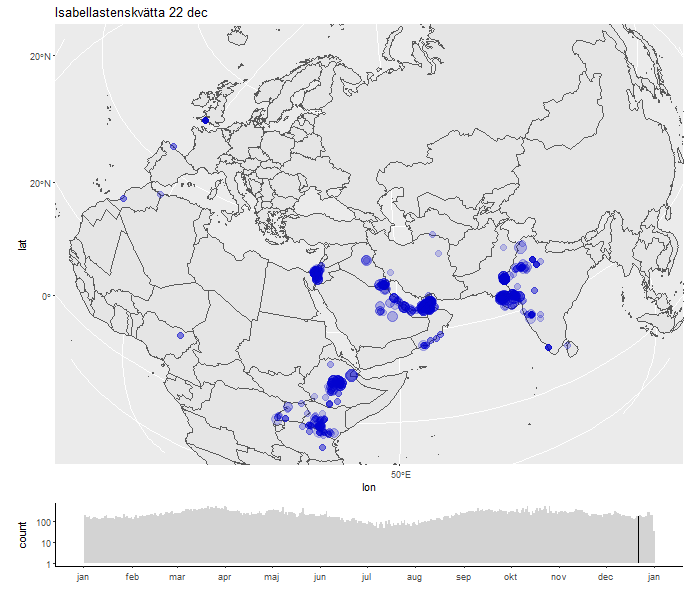 Isabellastenskvätta 22 dec
20°N
20°N
0°
lat
50°E
lon
count
100
10
1
jan feb mar apr maj jun jul aug sep okt nov dec jan